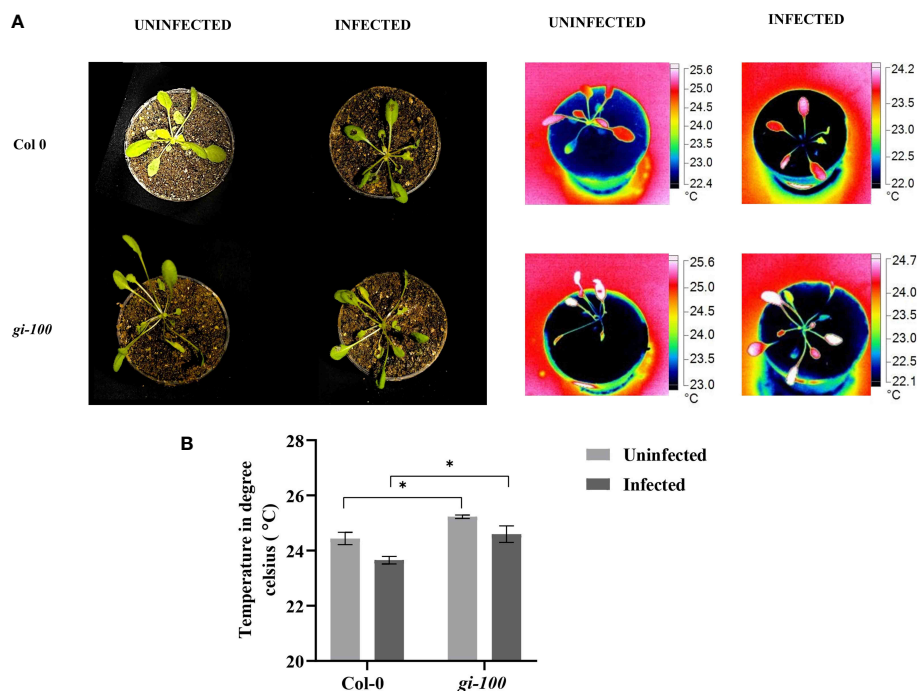 A
UNINFECTED
INFECTED
UNINFECTED
INFECTED
Col 0
25.6
25.0
24.5
24.0
23.5
23.0
22.4
°C
24.2
23.5
23.0
22.5
22.0
°C
gi-100
25.6
25.0
24.5
24.0
23.5
23.0
°C
24.7
24.0
23.5
23.0
22.5
22.1
°C
B
Temperature in degree
celsius ( °C)
28
26
24
22
20
*
*
Col-0
gi-100
Uninfected
Infected